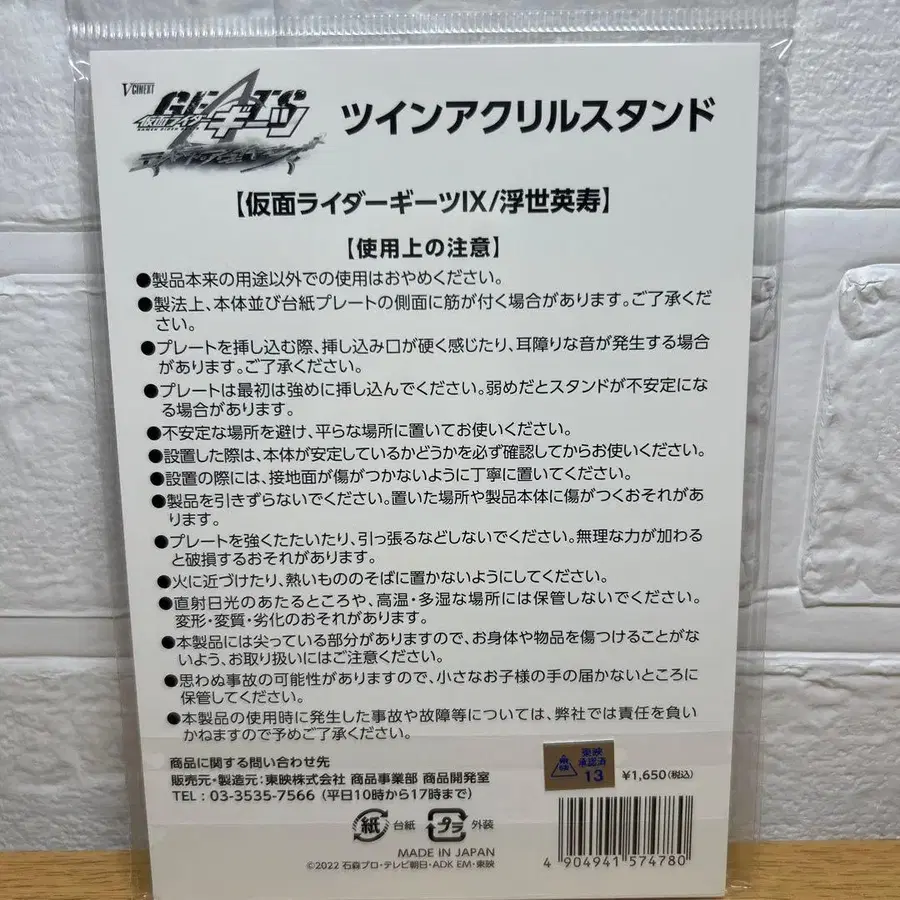 V CINEXT
GEATS
仮面ライダーギーツ
ツインアクリルスタンド
【仮面ライダーギーツIX/浮世英寿】
【使用上の注意】
●製品本来の用途以外での使用はおやめください。
●製法上、本体並び台紙プレートの側面に筋が付く場合があります。ご了承くだ
さい。
●プレートを挿し込む際、挿し込み口が硬く感じたり、耳障りな音が発生する場合
があります。ご了承ください。
●プレートは最初は強めに挿し込んでください。弱めだとスタンドが不安定にな
る場合があります。
●不安定な場所を避け、平らな場所に置いてお使いください。
●設置した際は、本体が安定しているかどうかを必ず確認してからお使いください。
●設置の際には、接地面が傷がつかないように丁寧に置いてください。
●製品を引きずらないでください。置いた場所や製品本体に傷がつくおそれがあ
ります。
●プレートを強くたたいたり、引っ張るなどしないでください。無理な力が加わる
と破損するおそれがあります。
●火に近づけたり、熱いもののそばに置かないようにしてください。
●直射日光のあたるところや、高温・多湿な場所には保管しないでください。
変形・変質・劣化のおそれがあります。
●本製品には尖っている部分がありますので、お身体や物品を傷つけることがな
いよう、お取り扱いにはご注意ください。
●思わぬ事故の可能性がありますので、小さなお子様の手の届かないところに
保管してください。
●本製品の使用時に発生した事故や故障等については、弊社では責任を負い
かねますので予めご了承ください。
商品に関する問い合わせ先
販売元・製造元：東映株式会社 商品事業部 商品開発室
TEL：03-3535-7566（平日10時から17時まで）
東映
承認済
13
¥1,650(税込)
紙 台紙 プラ 外装
MADE IN JAPAN
©2022 石森プロ・テレビ朝日・ADK EM・東映
4 904941 574780